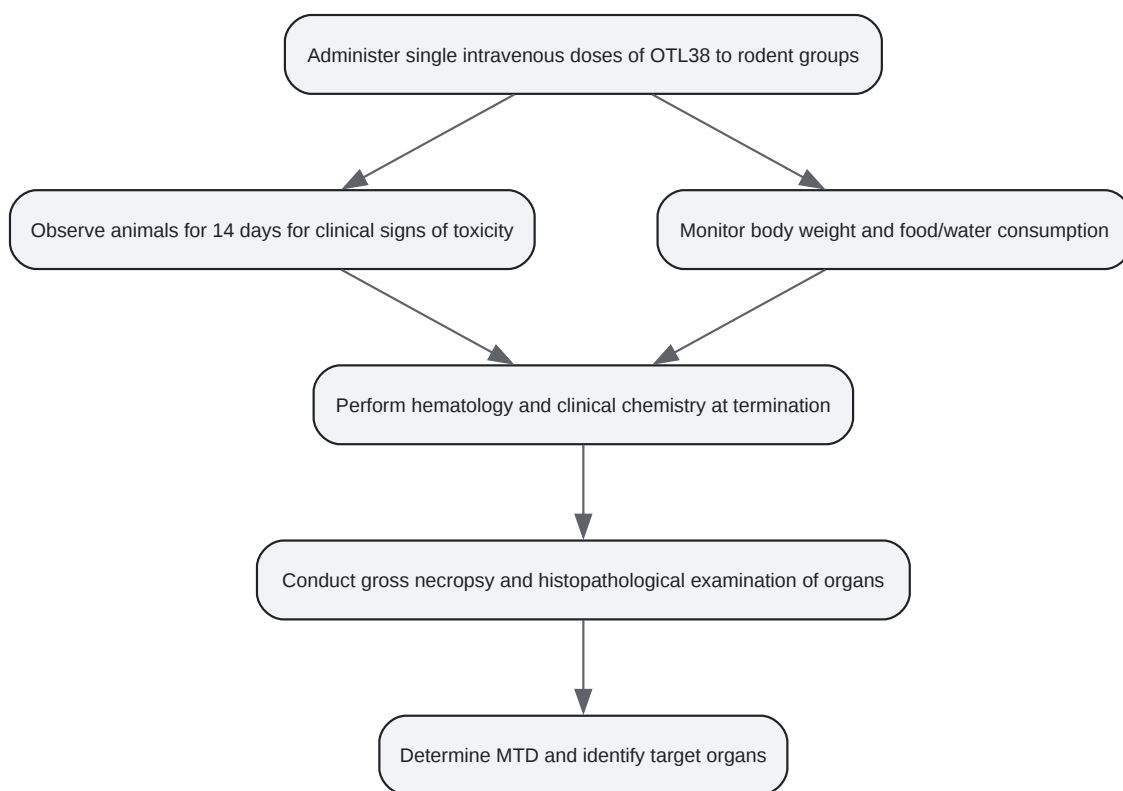 Administer single intravenous doses of OTL38 to rodent groups
Observe animals for 14 days for clinical signs of toxicity
Monitor body weight and food/water consumption
Perform hematology and clinical chemistry at termination
Conduct gross necropsy and histopathological examination of organs
Determine MTD and identify target organs